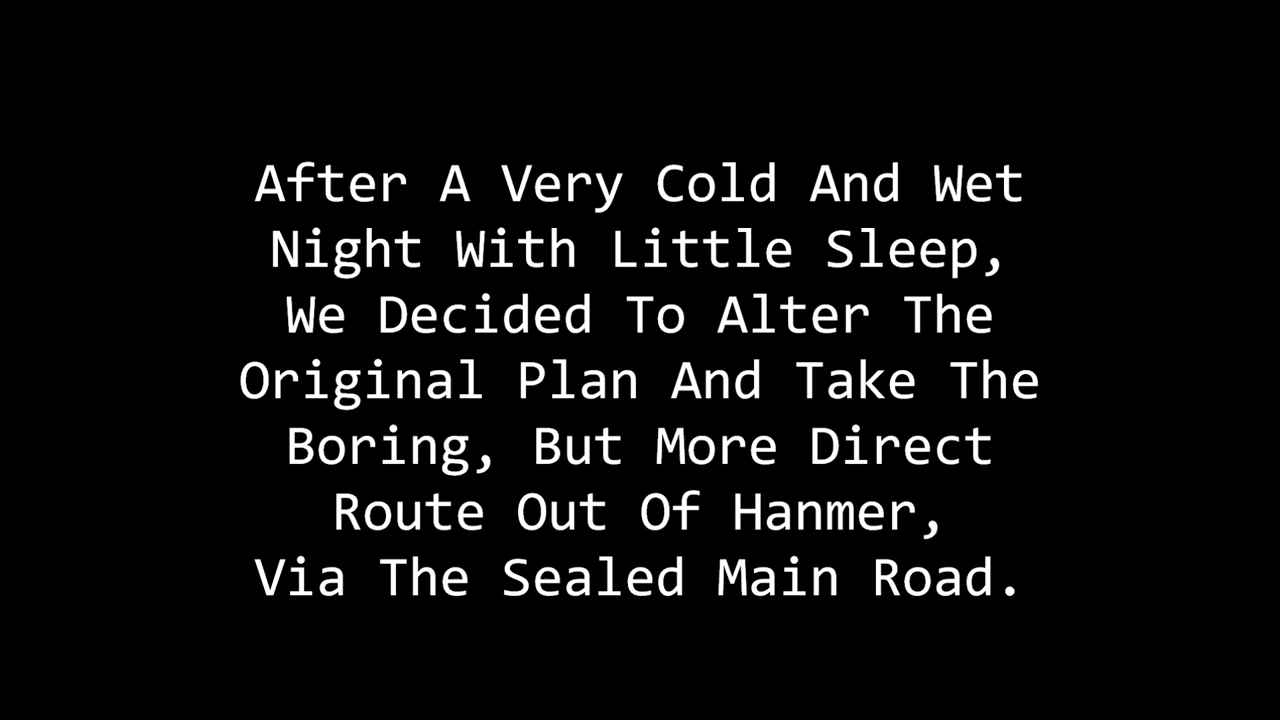 After A Very Cold And Wet
Night With Little Sleep,
We Decided To Alter The
Original Plan And Take The
Boring, But More Direct
Route Out Of Hanmer,
Via The Sealed Main Road.